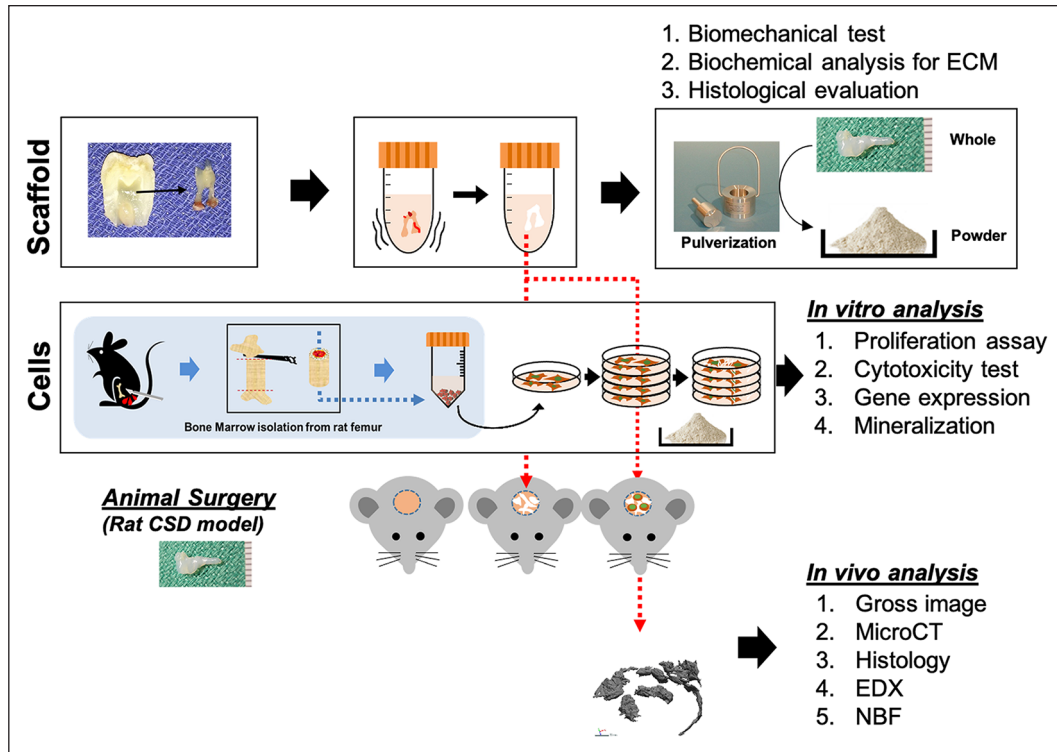 1. Biomechanical test
2. Biochemical analysis for ECM
3. Histological evaluation
Scaffold
Whole
Pulverization
Powder
Cells
Bone Marrow isolation from rat femur
In vitro analysis
1. Proliferation assay
2. Cytotoxicity test
3. Gene expression
4. Mineralization
Animal Surgery
(Rat CSD model)
In vivo analysis
1. Gross image
2. MicroCT
3. Histology
4. EDX
5. NBF